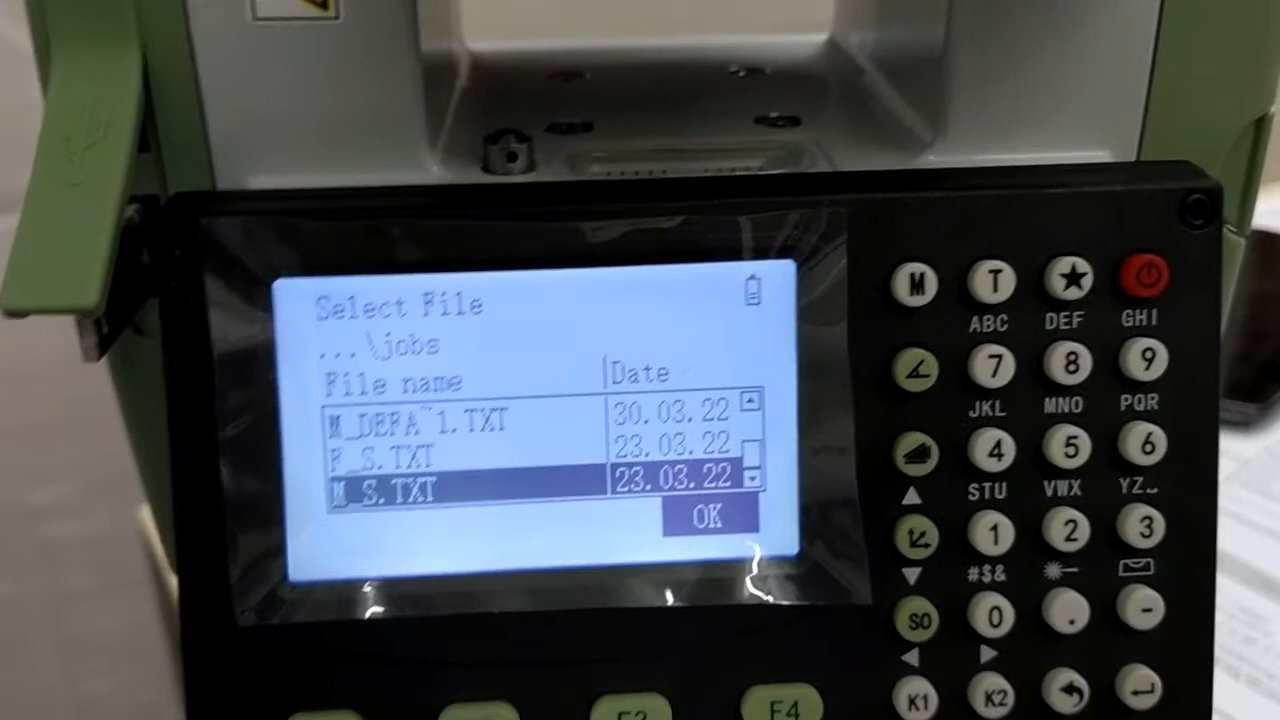 Select File
...\jobs
File name Date
M_DEFA~1.TXT 30.03.22
F_S.TXT 23.03.22
M_S.TXT 23.03.22
OK
M T ★
ABC DEF GHI
7 8 9
JKL MNO PQR
4 5 6
STU VWX YZ
1 2 3
#$&
SO 0 . -
K1 K2
F3 F4